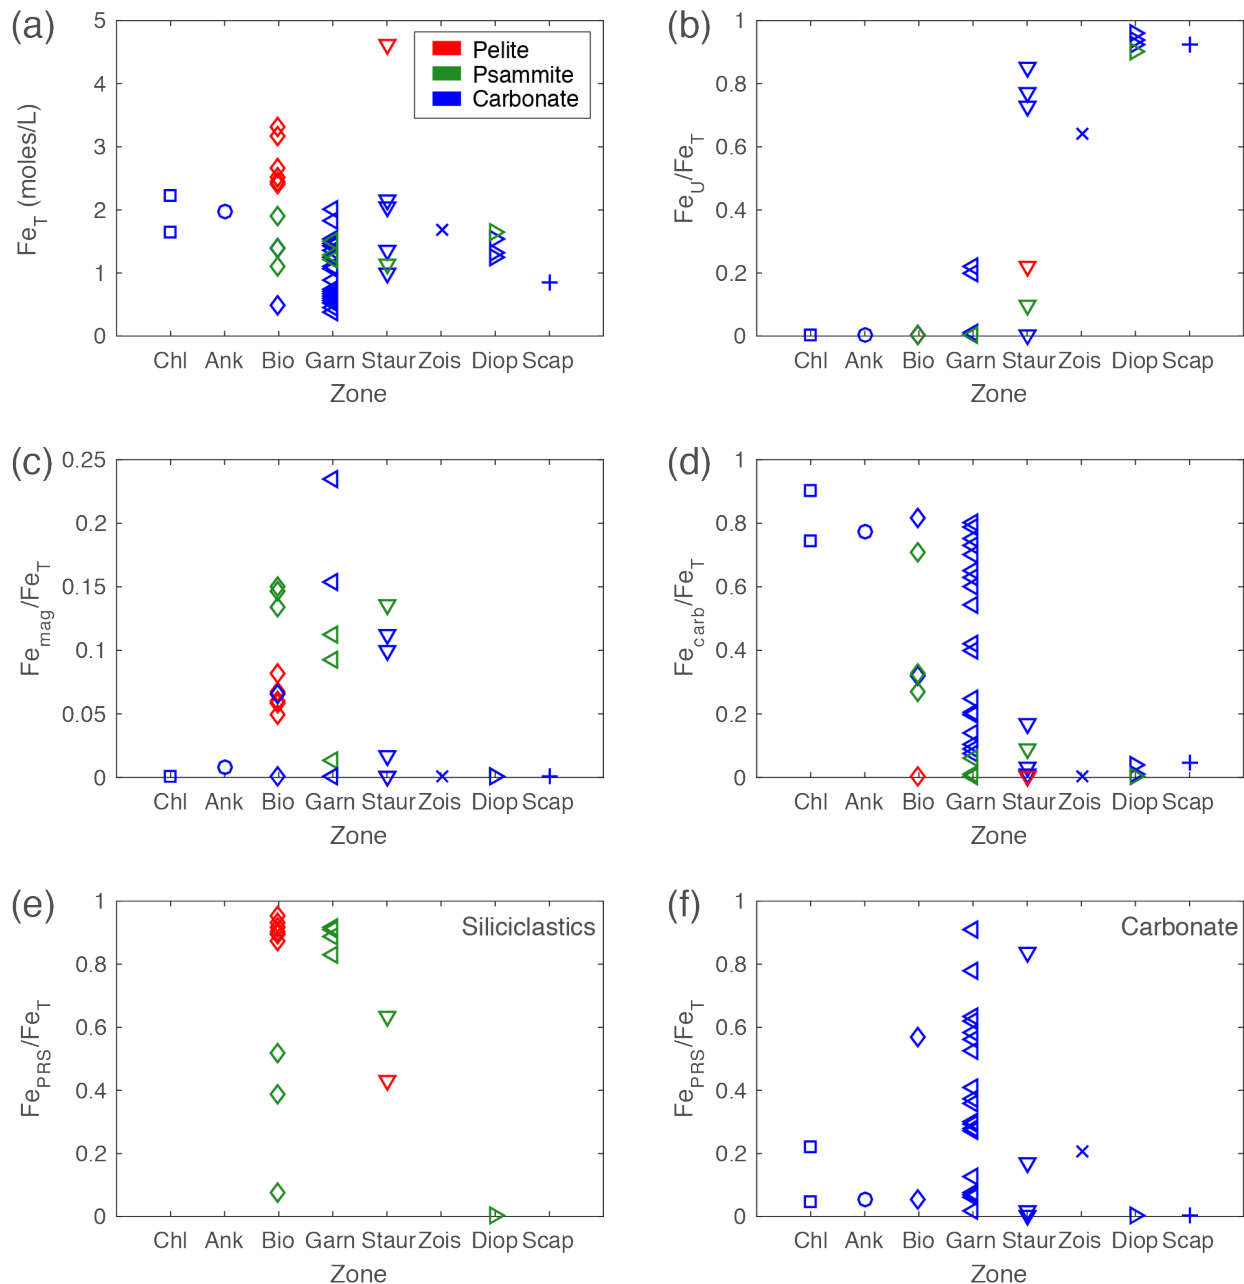 (a)
5
4
3
2
1
0
Fe_T (moles/L)
Pelite
Psammite
Carbonate
Chl Ank Bio Garn Staur Zois Diop Scap
Zone
(b)
1
0.8
0.6
0.4
0.2
0
Fe_U/Fe_T
Chl Ank Bio Garn Staur Zois Diop Scap
Zone
(c)
0.25
0.2
0.15
0.1
0.05
0
Fe_mag/Fe_T
Chl Ank Bio Garn Staur Zois Diop Scap
Zone
(d)
1
0.8
0.6
0.4
0.2
0
Fe_carb/Fe_T
Chl Ank Bio Garn Staur Zois Diop Scap
Zone
(e)
1
0.8
0.6
0.4
0.2
0
Fe_PRS/Fe_T
Siliciclastics
Chl Ank Bio Garn Staur Zois Diop Scap
Zone
(f)
1
0.8
0.6
0.4
0.2
0
Fe_PRS/Fe_T
Carbonate
Chl Ank Bio Garn Staur Zois Diop Scap
Zone